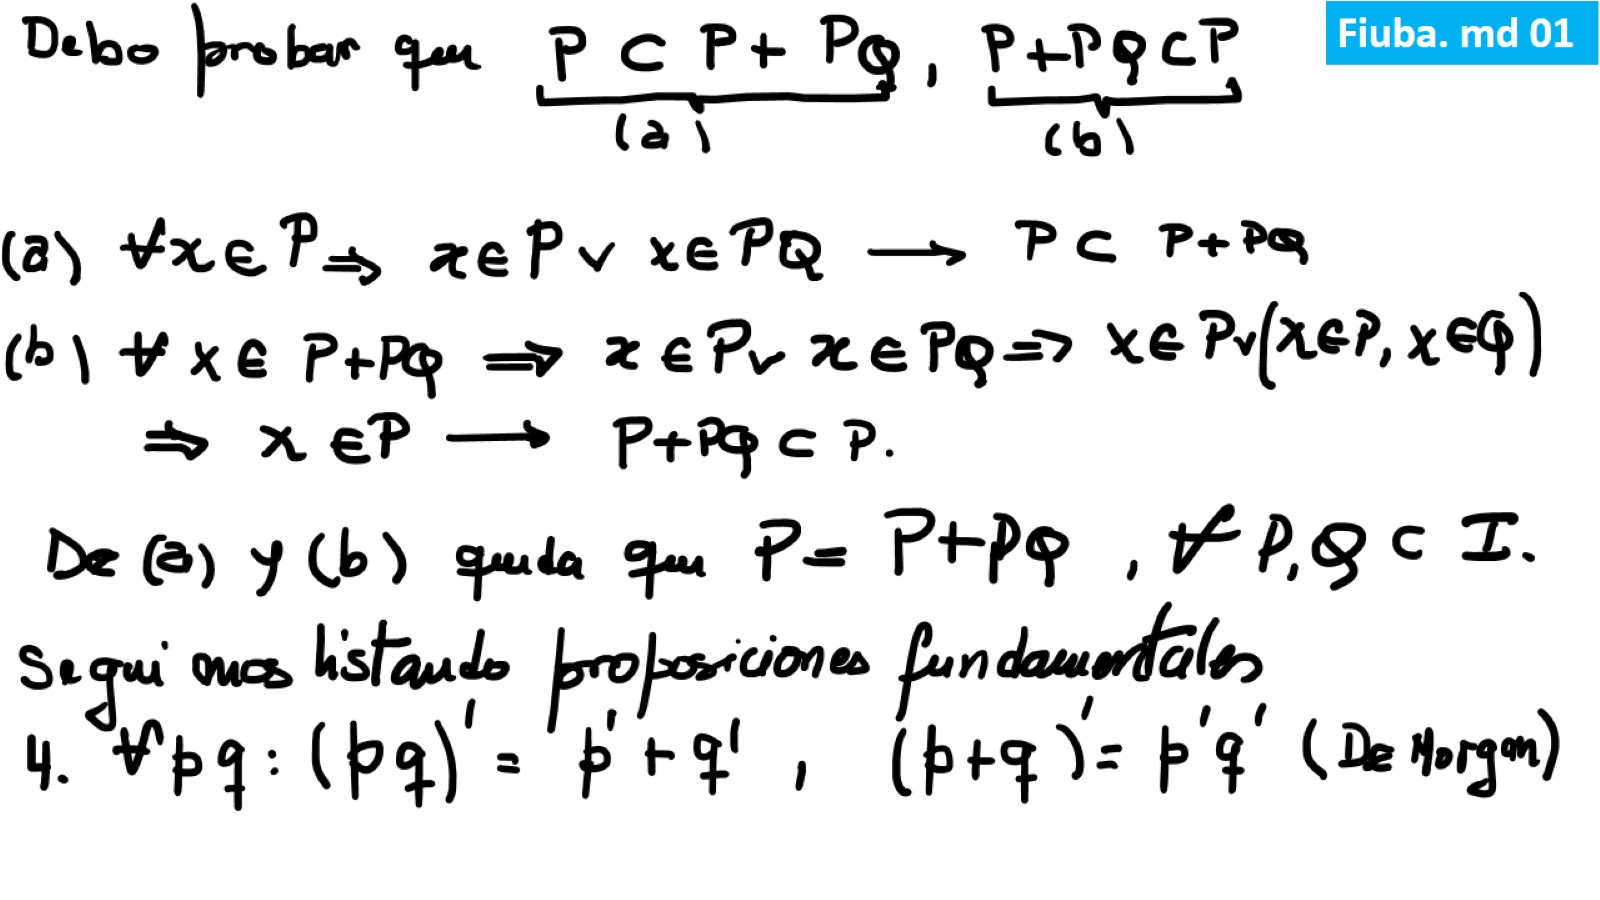 Debo probar que P ⊂ P + PQ , P + PQ ⊂ P
Fiuba. md 01
(a) (b)
(a) ∀x ∈ P ⇒ x ∈ P ∨ x ∈ PQ → P ⊂ P + PQ
(b) ∀ x ∈ P + PQ ⇒ x ∈ P ∨ x ∈ PQ ⇒ x ∈ P ∨ (x ∈ P, x ∈ Q)
⇒ x ∈ P → P + PQ ⊂ P.
De (a) y (b) queda que P = P + PQ , ∀ P, Q ⊂ I.
Seguimos listando proposiciones fundamentales
4. ∀ p q : (p q)' = p' + q' , (p + q)' = p' q' (De Morgan)